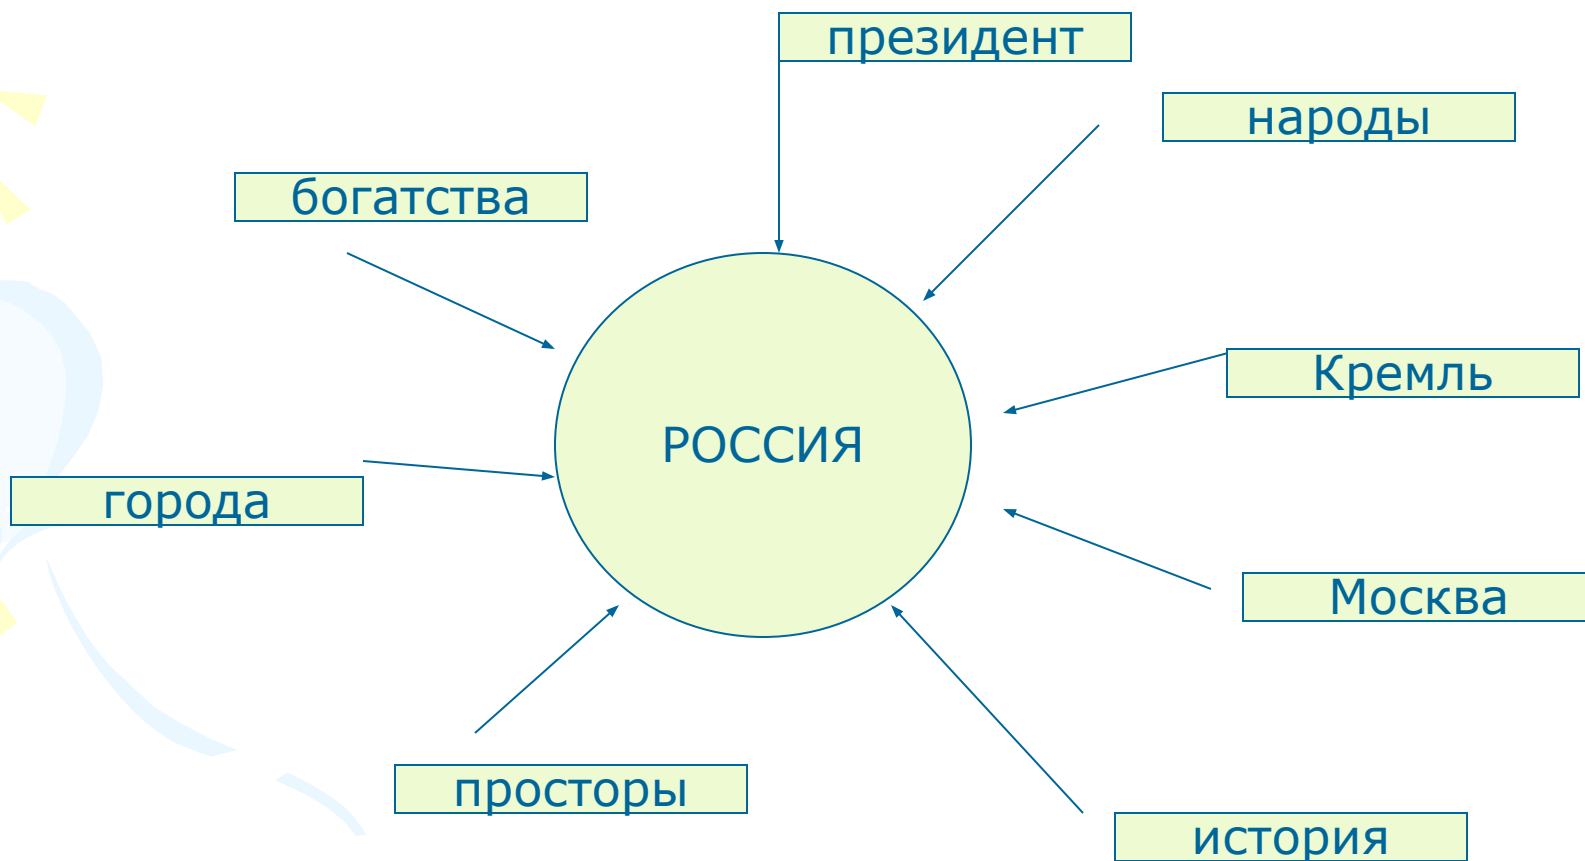 президент
народы
богатства
Кремль
РОССИЯ
города
Москва
просторы
история